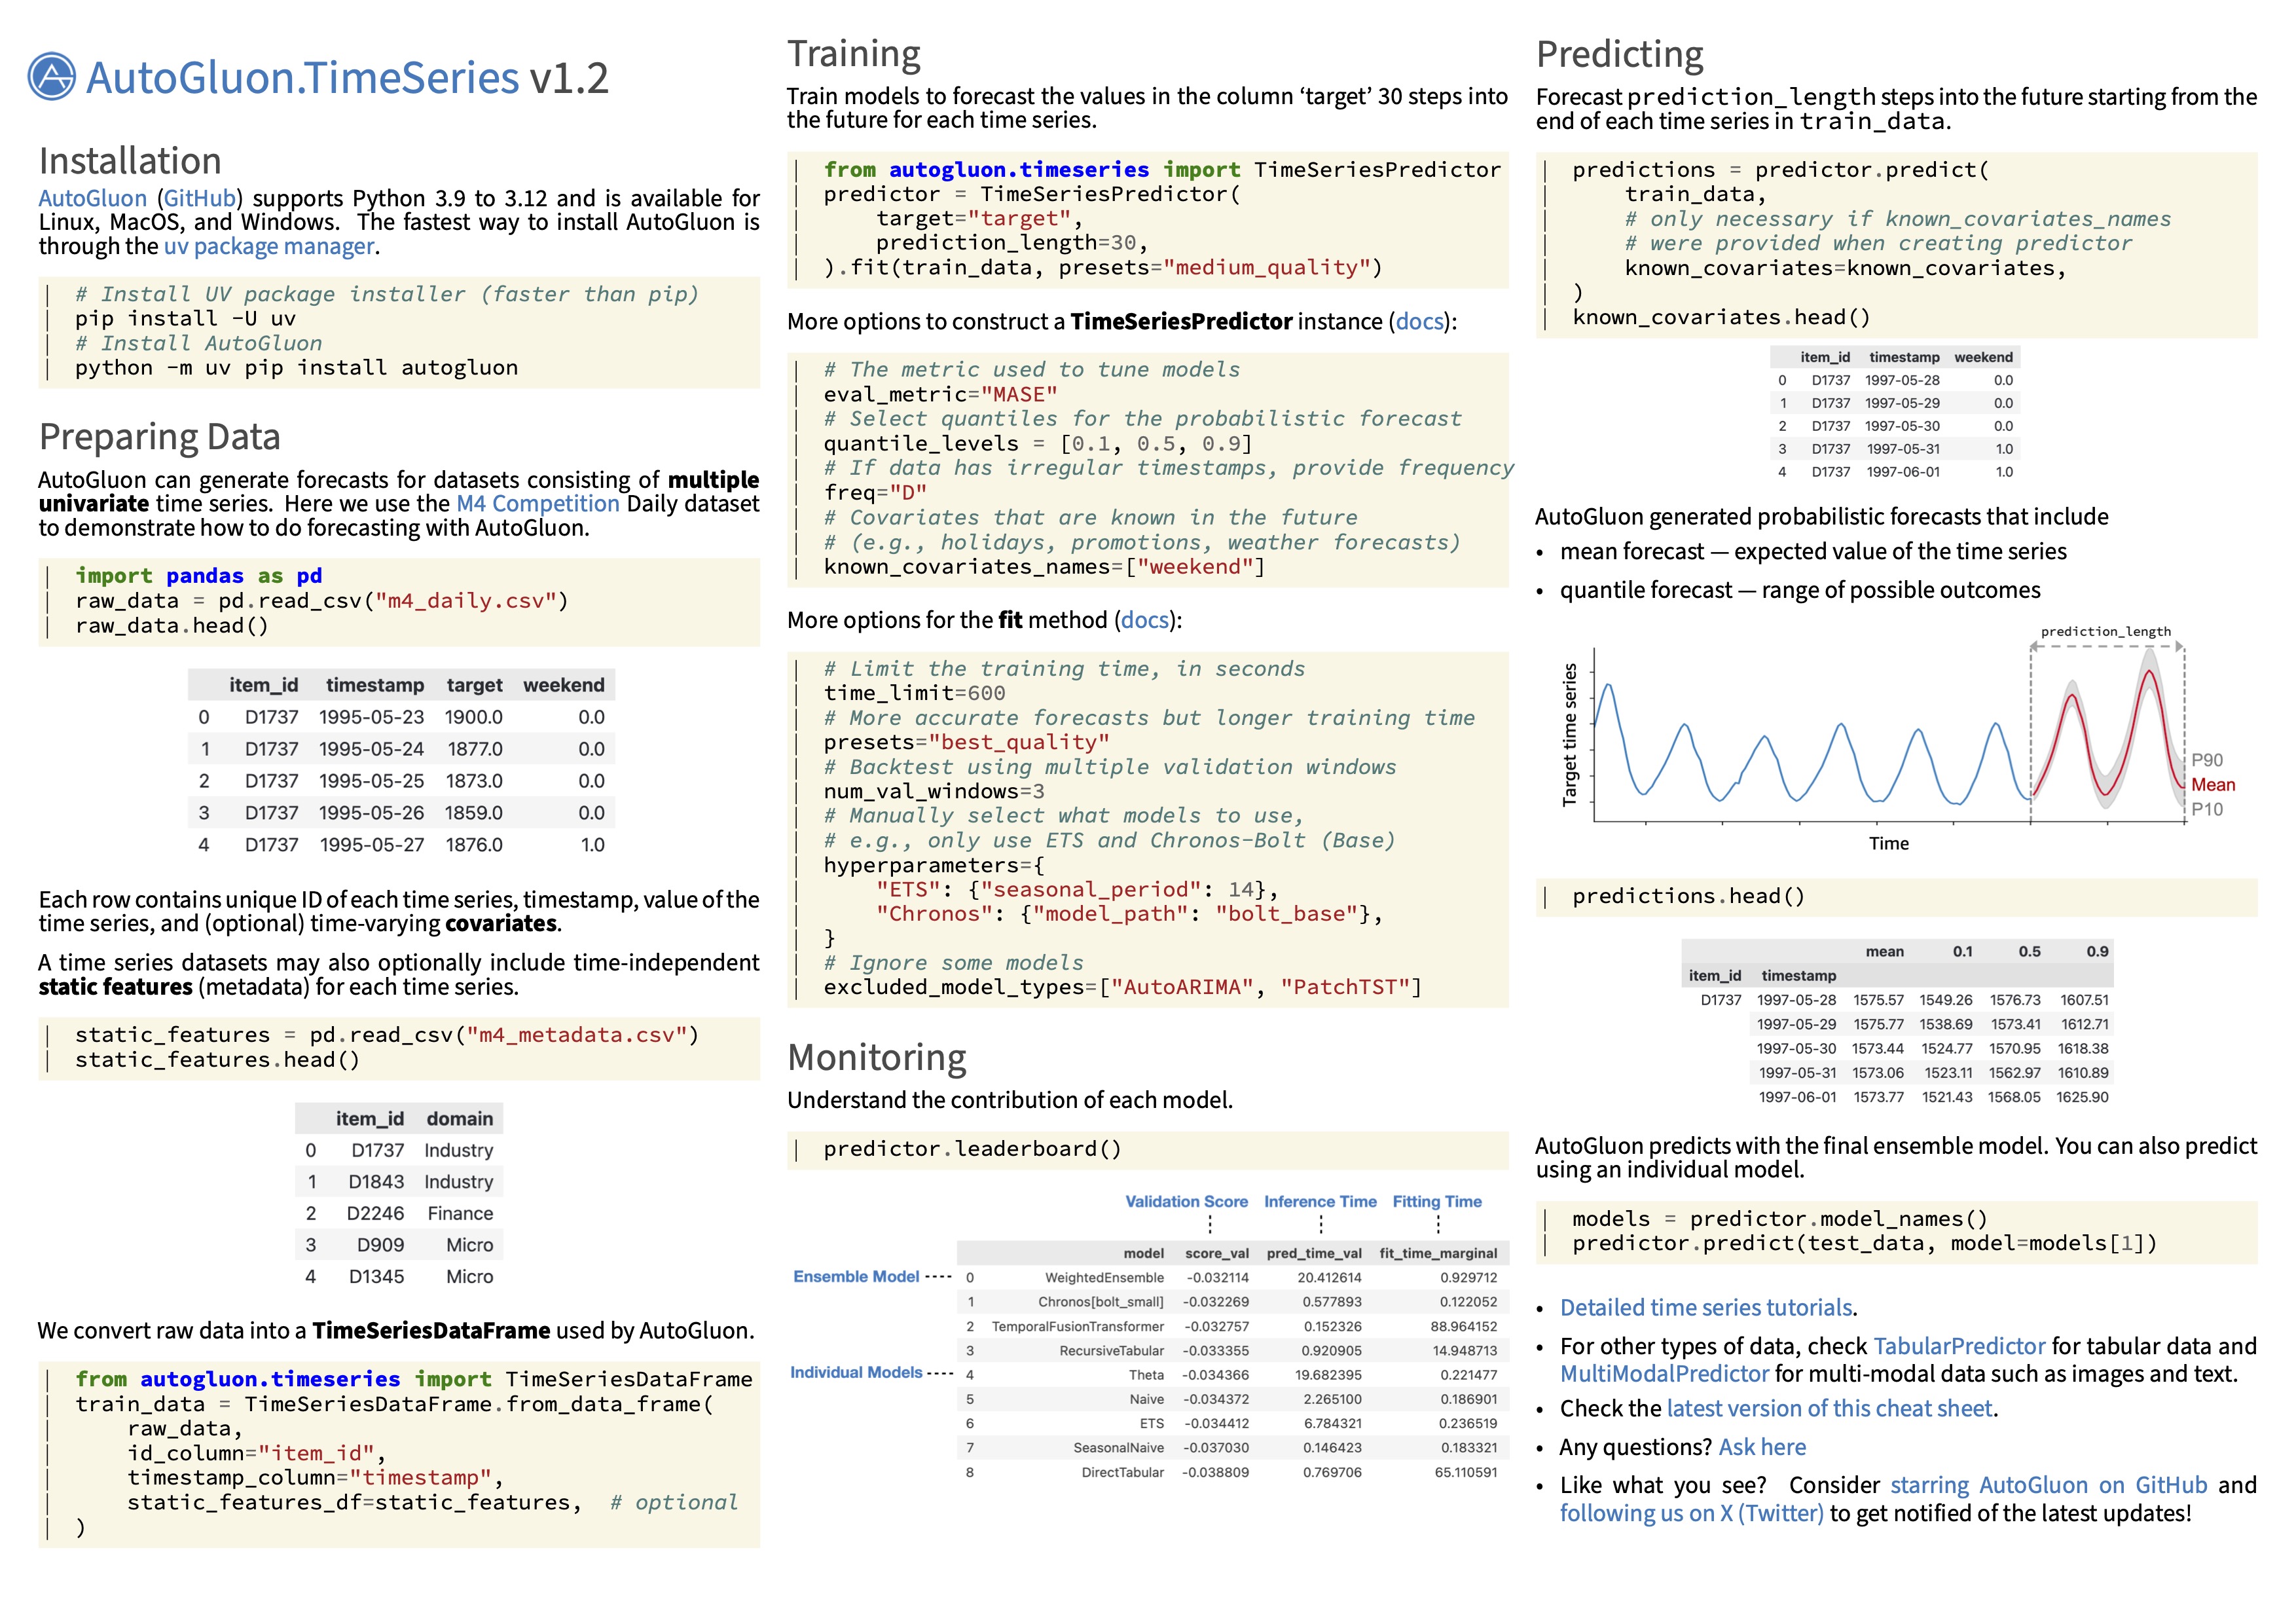 AutoGluon.TimeSeries v1.2
Installation
AutoGluon (GitHub) supports Python 3.9 to 3.12 and is available for
Linux, MacOS, and Windows. The fastest way to install AutoGluon is
through the uv package manager.
# Install UV package installer (faster than pip)
pip install -U uv
# Install AutoGluon
python -m uv pip install autogluon
Preparing Data
AutoGluon can generate forecasts for datasets consisting of multiple
univariate time series. Here we use the M4 Competition Daily dataset
to demonstrate how to do forecasting with AutoGluon.
import pandas as pd
raw_data = pd.read_csv("m4_daily.csv")
raw_data.head()
item_id timestamp target weekend
0 D1737 1995-05-23 1900.0 0.0
1 D1737 1995-05-24 1877.0 0.0
2 D1737 1995-05-25 1873.0 0.0
3 D1737 1995-05-26 1859.0 0.0
4 D1737 1995-05-27 1876.0 1.0
Each row contains unique ID of each time series, timestamp, value of the
time series, and (optional) time-varying covariates.
A time series datasets may also optionally include time-independent
static features (metadata) for each time series.
static_features = pd.read_csv("m4_metadata.csv")
static_features.head()
item_id domain
0 D1737 Industry
1 D1843 Industry
2 D2246 Finance
3 D909 Micro
4 D1345 Micro
We convert raw data into a TimeSeriesDataFrame used by AutoGluon.
from autogluon.timeseries import TimeSeriesDataFrame
train_data = TimeSeriesDataFrame.from_data_frame(
raw_data,
id_column="item_id",
timestamp_column="timestamp",
static_features_df=static_features, # optional
)
Training
Train models to forecast the values in the column ‘target’ 30 steps into
the future for each time series.
from autogluon.timeseries import TimeSeriesPredictor
predictor = TimeSeriesPredictor(
target="target",
prediction_length=30,
).fit(train_data, presets="medium_quality")
More options to construct a TimeSeriesPredictor instance (docs):
# The metric used to tune models
eval_metric="MASE"
# Select quantiles for the probabilistic forecast
quantile_levels = [0.1, 0.5, 0.9]
# If data has irregular timestamps, provide frequency
freq="D"
# Covariates that are known in the future
# (e.g., holidays, promotions, weather forecasts)
known_covariates_names=["weekend"]
More options for the fit method (docs):
# Limit the training time, in seconds
time_limit=600
# More accurate forecasts but longer training time
presets="best_quality"
# Backtest using multiple validation windows
num_val_windows=3
# Manually select what models to use,
# e.g., only use ETS and Chronos-Bolt (Base)
hyperparameters={
"ETS": {"seasonal_period": 14},
"Chronos": {"model_path": "bolt_base"},
}
# Ignore some models
excluded_model_types=["AutoARIMA", "PatchTST"]
Monitoring
Understand the contribution of each model.
predictor.leaderboard()
Validation Score Inference Time Fitting Time
model score_val pred_time_val fit_time_marginal
Ensemble Model 0 WeightedEnsemble -0.032114 20.412614 0.929712
1 Chronos[bolt_small] -0.032269 0.577893 0.122052
2 TemporalFusionTransformer -0.032757 0.152326 88.964152
3 RecursiveTabular -0.033355 0.920905 14.948713
Individual Models 4 Theta -0.034366 19.682395 0.221477
5 Naive -0.034372 2.265100 0.186901
6 ETS -0.034412 6.784321 0.236519
7 SeasonalNaive -0.037030 0.146423 0.183321
8 DirectTabular -0.038809 0.769706 65.110591
Predicting
Forecast prediction_length steps into the future starting from the
end of each time series in train_data.
predictions = predictor.predict(
train_data,
# only necessary if known_covariates_names
# were provided when creating predictor
known_covariates=known_covariates,
)
known_covariates.head()
item_id timestamp weekend
0 D1737 1997-05-28 0.0
1 D1737 1997-05-29 0.0
2 D1737 1997-05-30 0.0
3 D1737 1997-05-31 1.0
4 D1737 1997-06-01 1.0
AutoGluon generated probabilistic forecasts that include
• mean forecast — expected value of the time series
• quantile forecast — range of possible outcomes
prediction_length
Target time series
P90
Mean
P10
Time
predictions.head()
mean 0.1 0.5 0.9
item_id timestamp
D1737 1997-05-28 1575.57 1549.26 1576.73 1607.51
1997-05-29 1575.77 1538.69 1573.41 1612.71
1997-05-30 1573.44 1524.77 1570.95 1618.38
1997-05-31 1573.06 1523.11 1562.97 1610.89
1997-06-01 1573.77 1521.43 1568.05 1625.90
AutoGluon predicts with the final ensemble model. You can also predict
using an individual model.
models = predictor.model_names()
predictor.predict(test_data, model=models[1])
• Detailed time series tutorials.
• For other types of data, check TabularPredictor for tabular data and
MultiModalPredictor for multi-modal data such as images and text.
• Check the latest version of this cheat sheet.
• Any questions? Ask here
• Like what you see? Consider starring AutoGluon on GitHub and
following us on X (Twitter) to get notified of the latest updates!